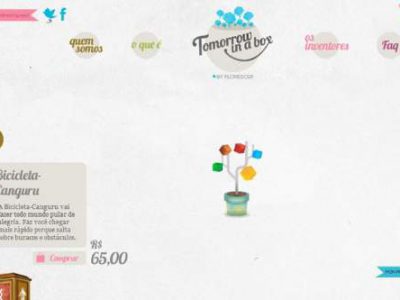 quem
somos
o que é
Tomorrow
in a box
os
inventores
Faq
Bicicleta-
Canguru
A Bicicleta-Canguru vai
fazer todo mundo pular de
alegria. Faz você chegar
mais rápido porque salta
sobre buracos e obstáculos.
Comprar
R$
65,00